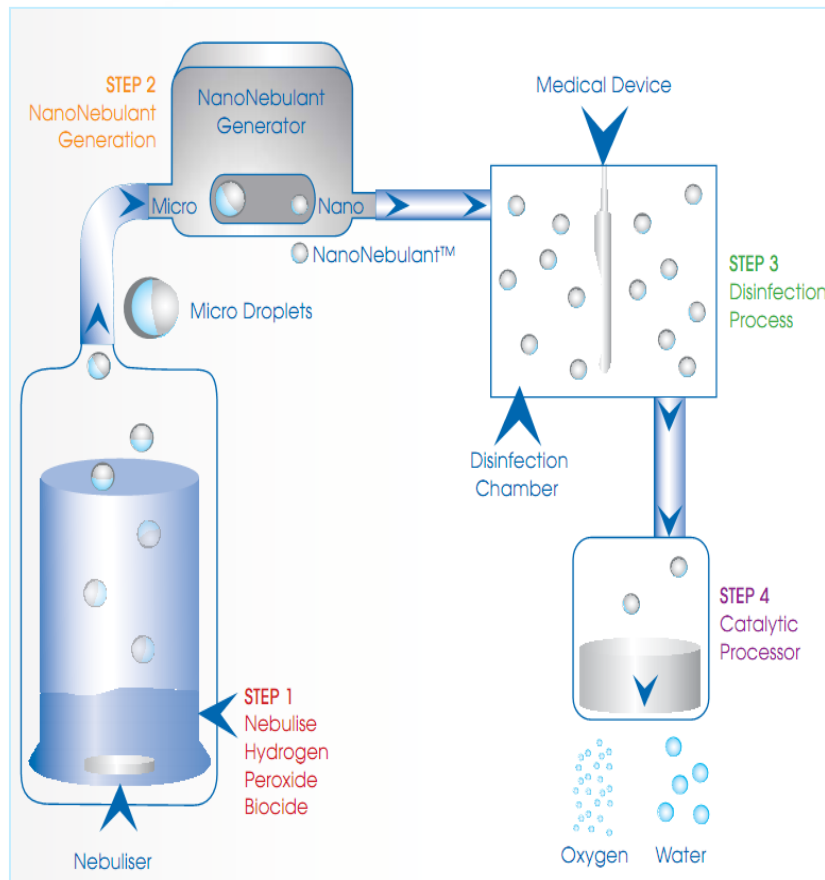 STEP 2
NanoNebulant
Generation
NanoNebulant
Generator
Micro
Nano
NanoNebulant™
Micro Droplets
Medical Device
STEP 3
Disinfection
Process
Disinfection
Chamber
STEP 4
Catalytic
Processor
STEP 1
Nebulise
Hydrogen
Peroxide
Biocide
Nebuliser
Oxygen
Water